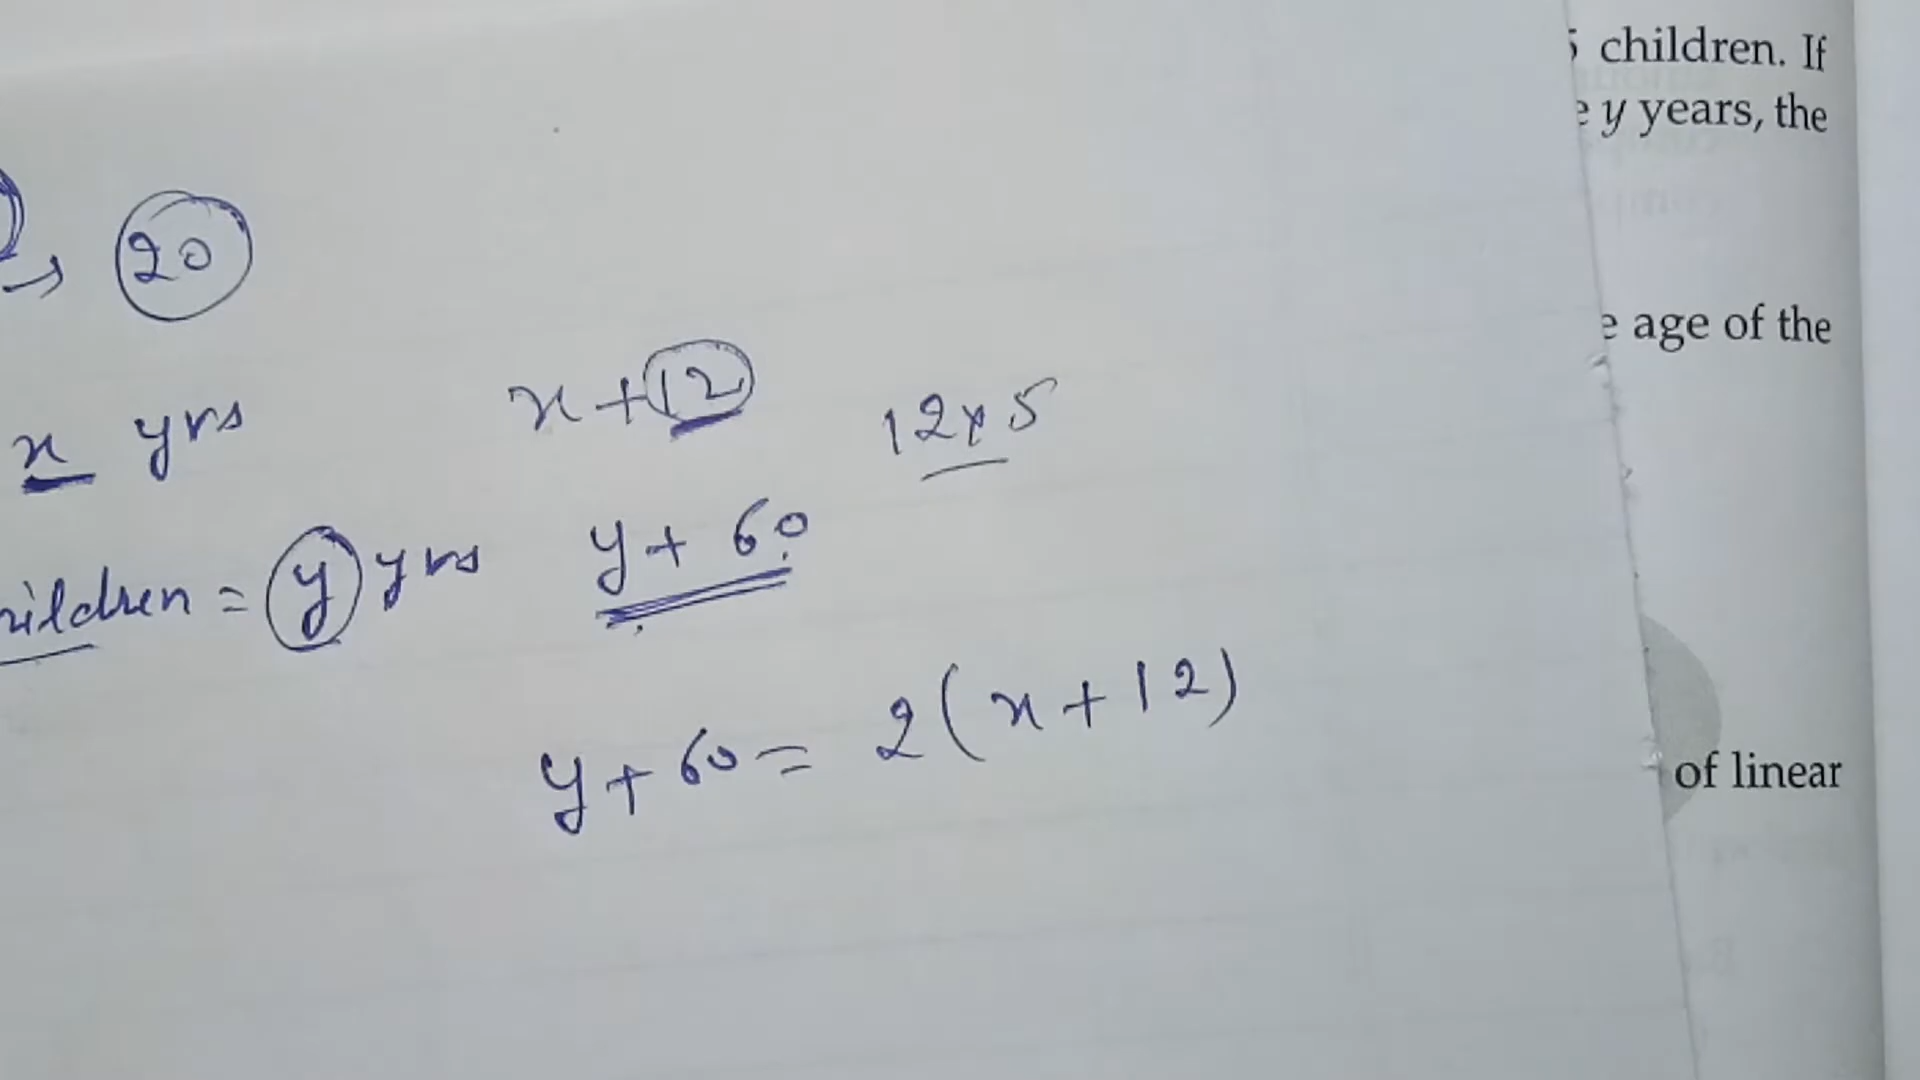 → 20
x yrs x + 12 12 x 5
children = y yrs y + 60
y + 60 = 2 (x + 12)
children. If
y years, the
age of the
of linear